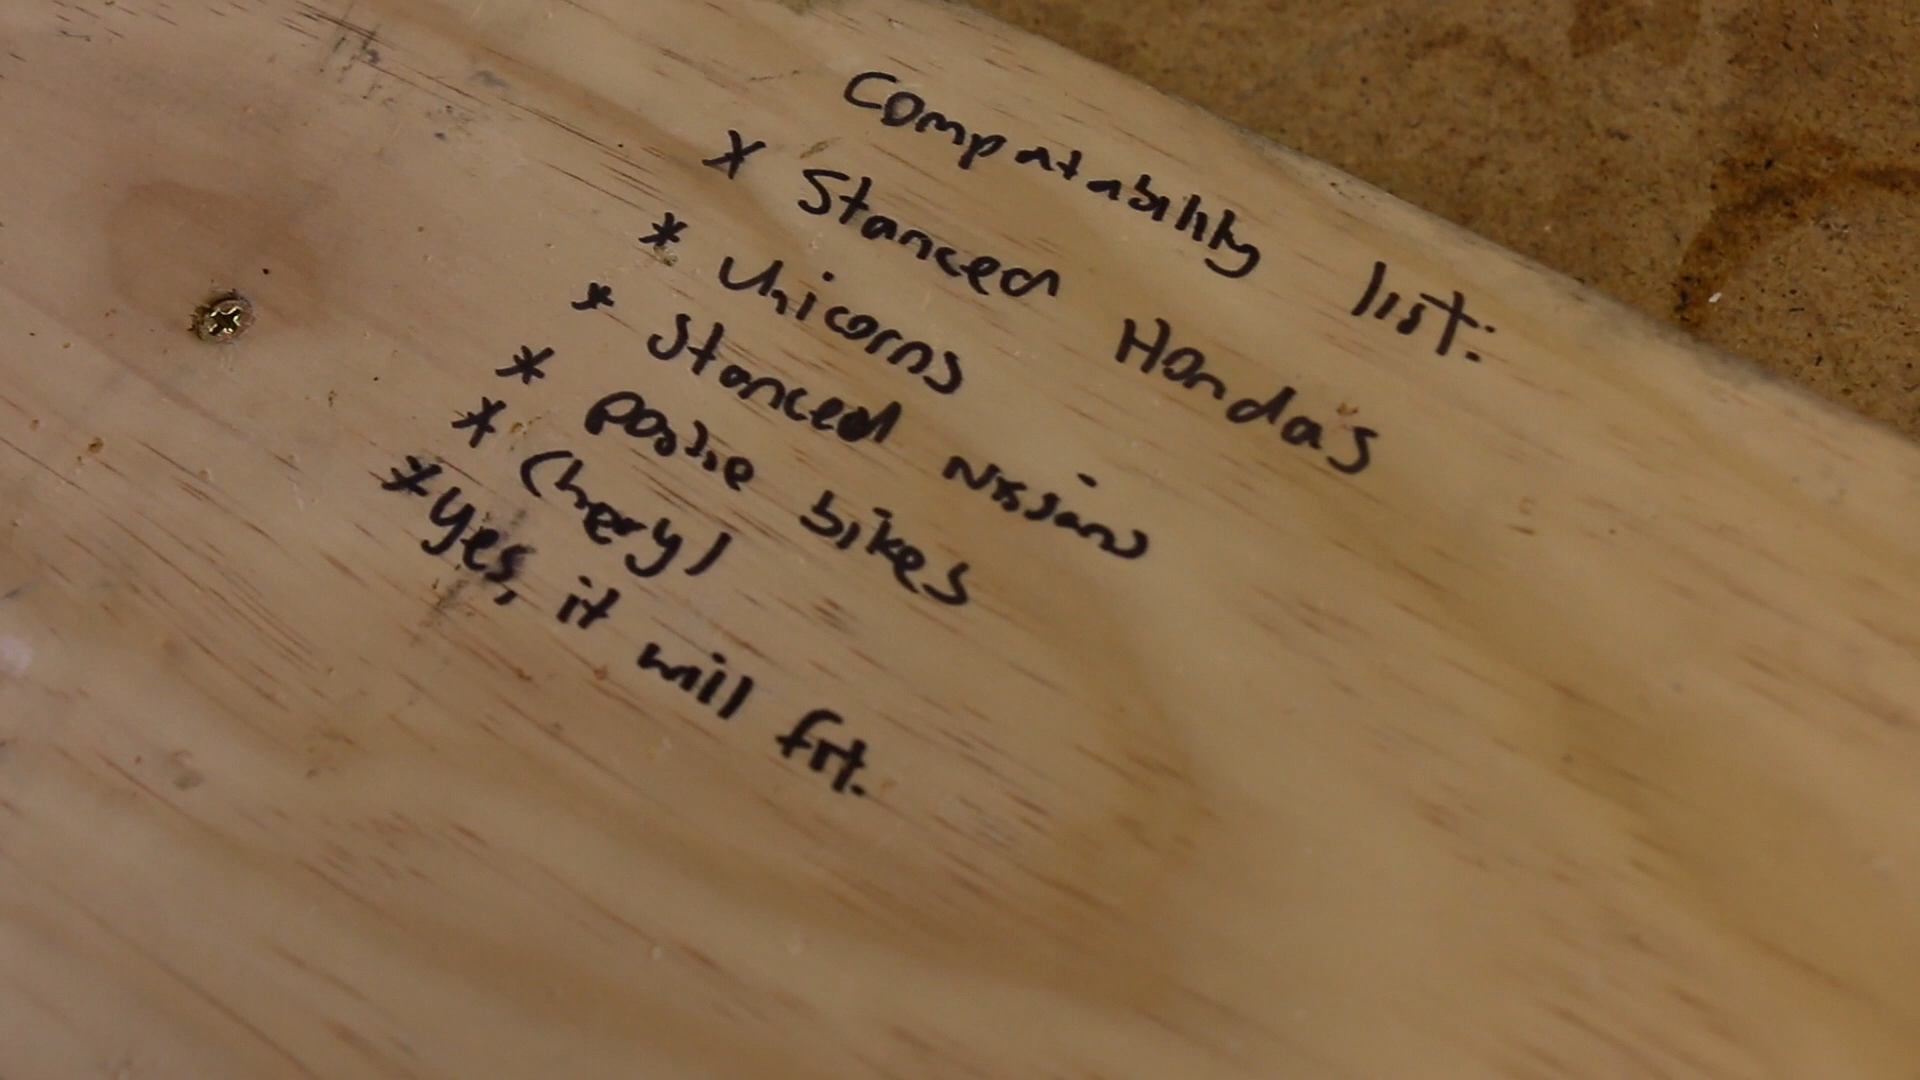 Compatability list:
* Stanced Honda's
* Unicorns
* Stanced Nissans
* Postie bikes
* Cheryl
* Yes, it will fit.